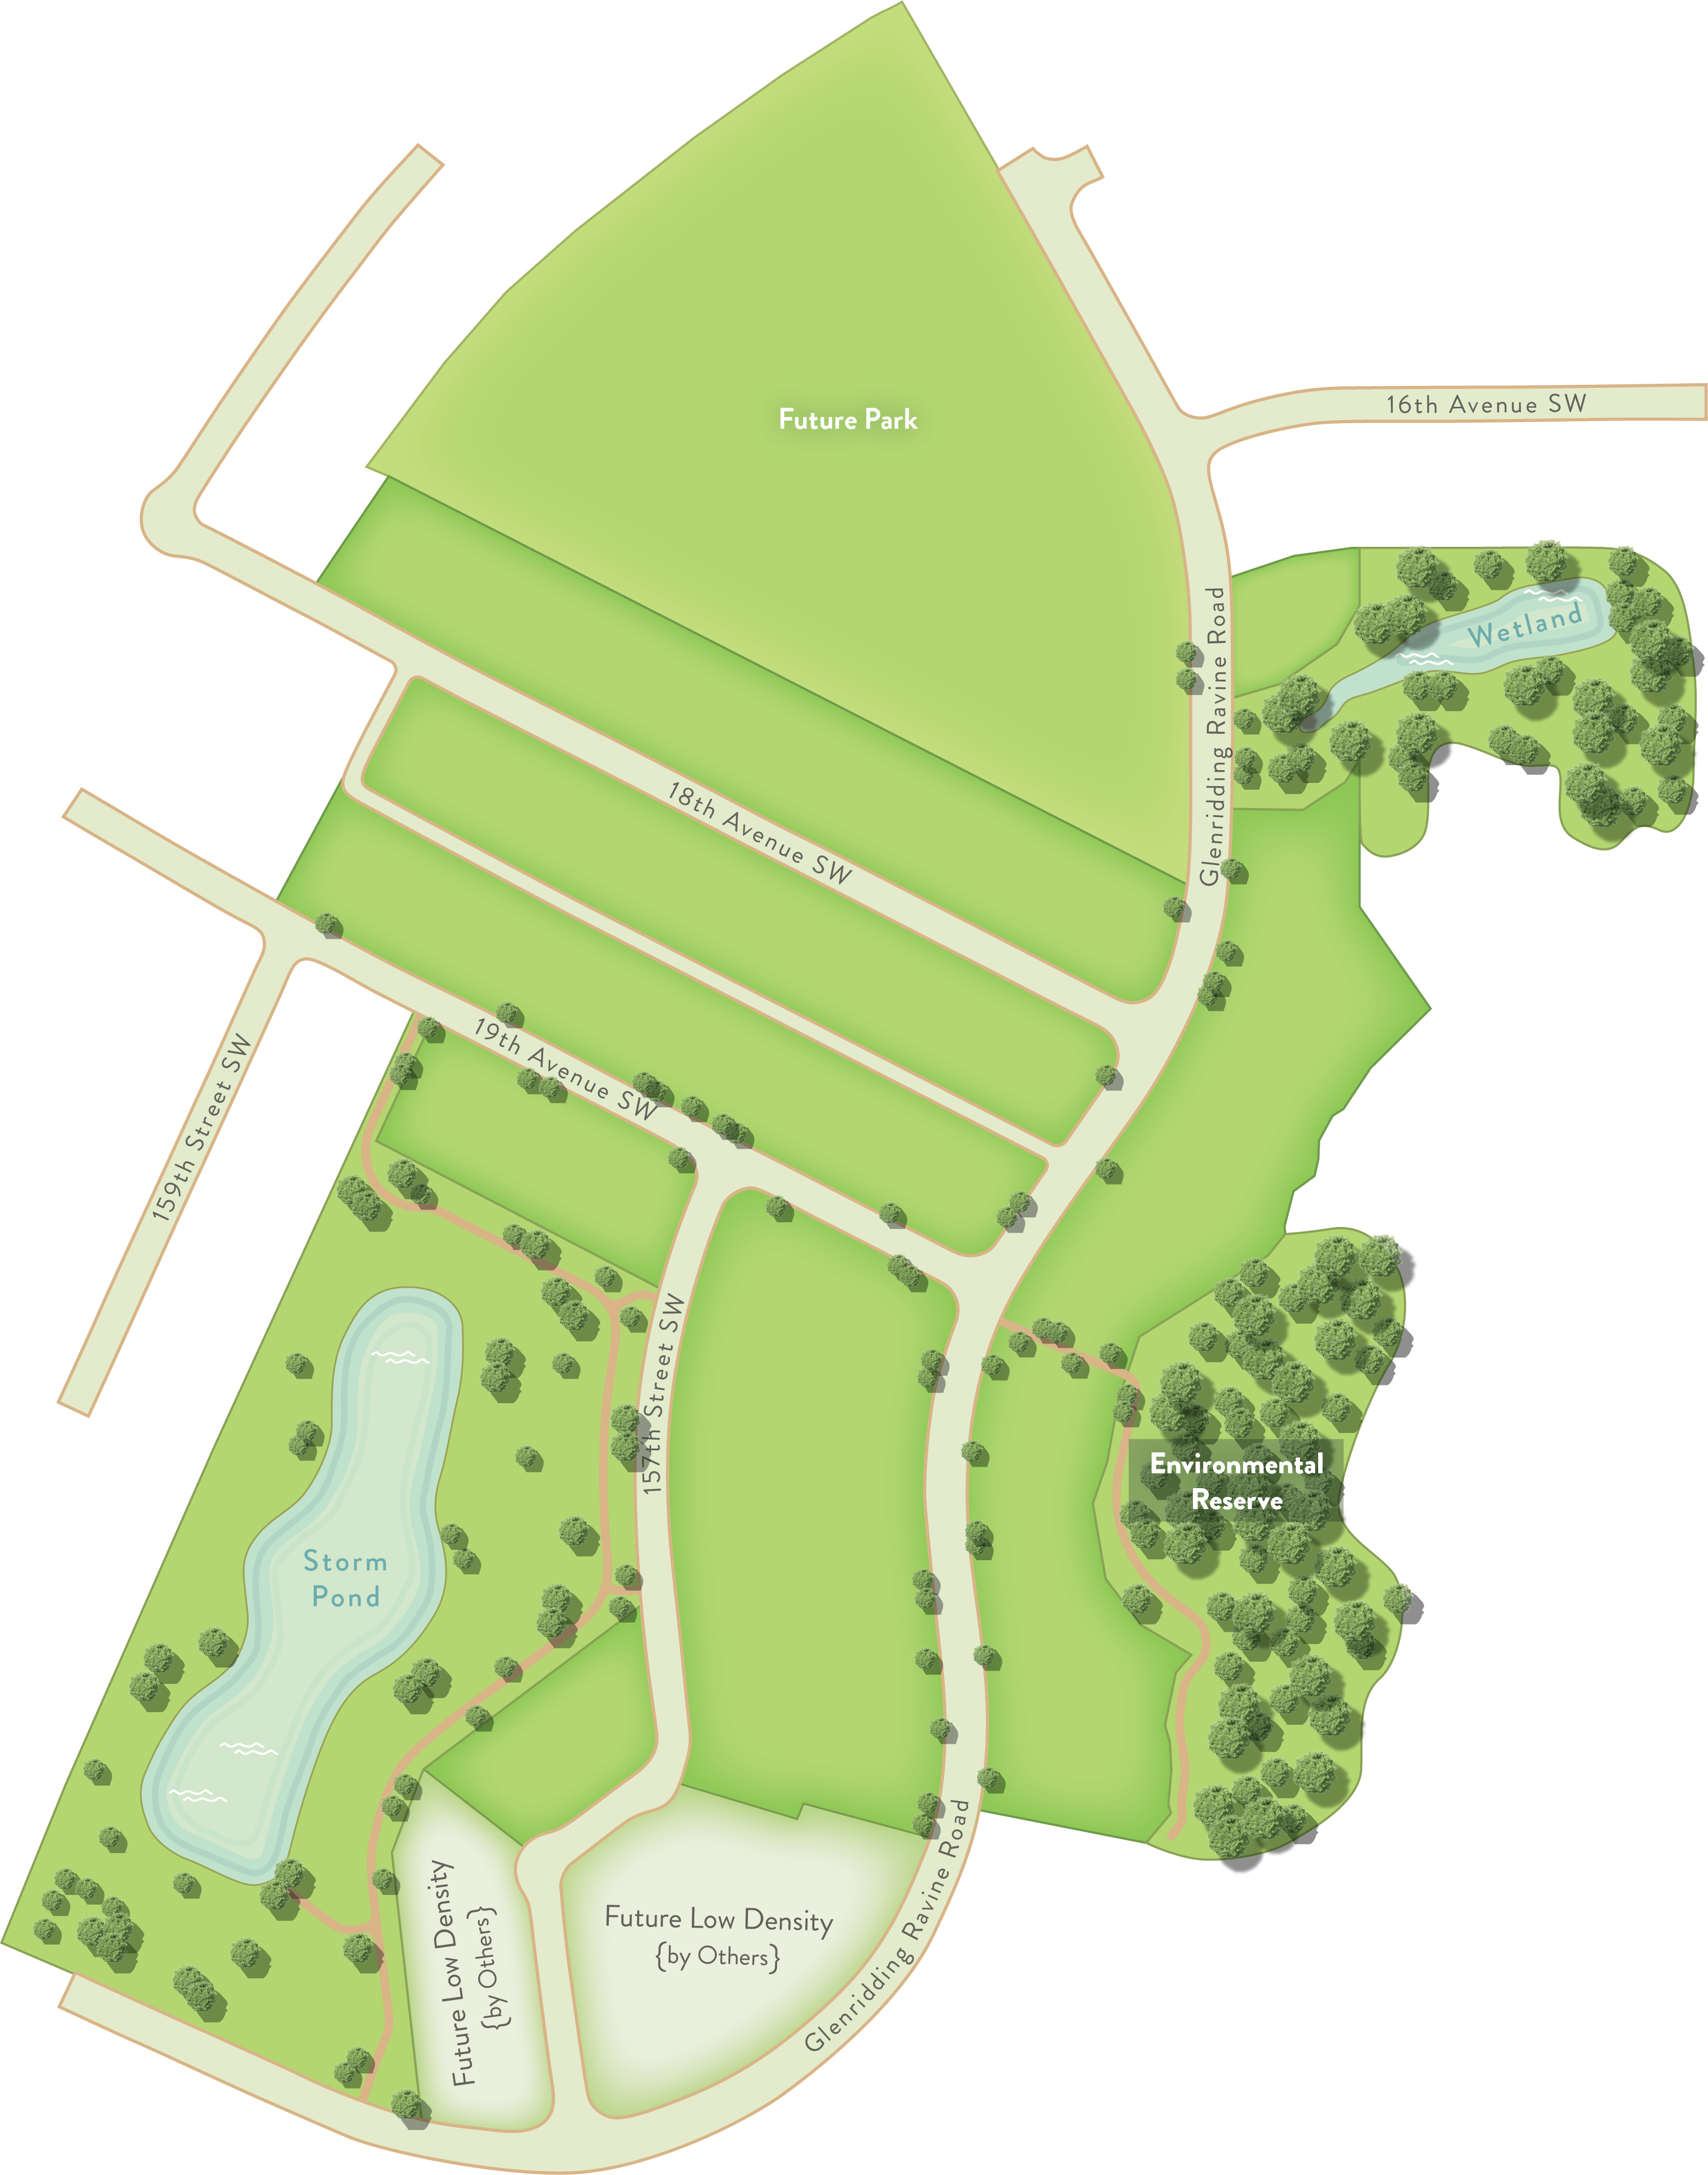 Future Park
16th Avenue SW
Wetland
Glenridding Ravine Road
18th Avenue SW
19th Avenue SW
159th Street SW
157th Street SW
Environmental
Reserve
Storm
Pond
Glenridding Ravine Road
Future Low Density
{by Others}
Future Low Density
{by Others}